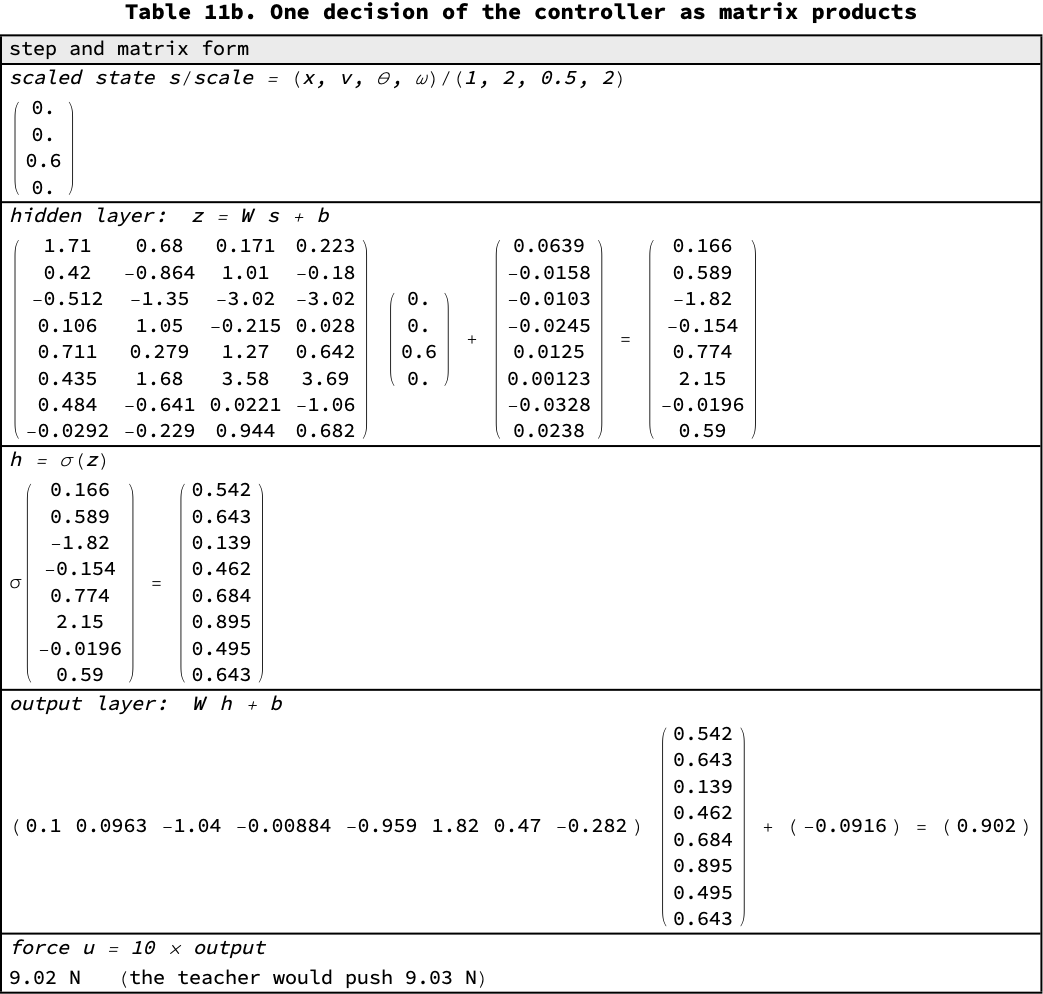 Table 11b. One decision of the controller as matrix products
step and matrix form
scaled state s/scale = (x, v, θ, ω)/(1, 2, 0.5, 2)
0.
0.
0.6
0.
hidden layer: z = W s + b
1.71 0.68 0.171 0.223 0.0639 0.166
0.42 −0.864 1.01 −0.18 −0.0158 0.589
−0.512 −1.35 −3.02 −3.02 0. −0.0103 −1.82
0.106 1.05 −0.215 0.028 0. + −0.0245 = −0.154
0.711 0.279 1.27 0.642 0.6 0.0125 0.774
0.435 1.68 3.58 3.69 0. 0.00123 2.15
0.484 −0.641 0.0221 −1.06 −0.0328 −0.0196
−0.0292 −0.229 0.944 0.682 0.0238 0.59
h = σ(z)
0.166 0.542
0.589 0.643
−1.82 0.139
−0.154 0.462
σ 0.774 = 0.684
2.15 0.895
−0.0196 0.495
0.59 0.643
output layer: W h + b
0.542
0.643
0.139
0.462
(0.1 0.0963 −1.04 −0.00884 −0.959 1.82 0.47 −0.282) + (−0.0916) = (0.902)
0.684
0.895
0.495
0.643
force u = 10 × output
9.02 N (the teacher would push 9.03 N)